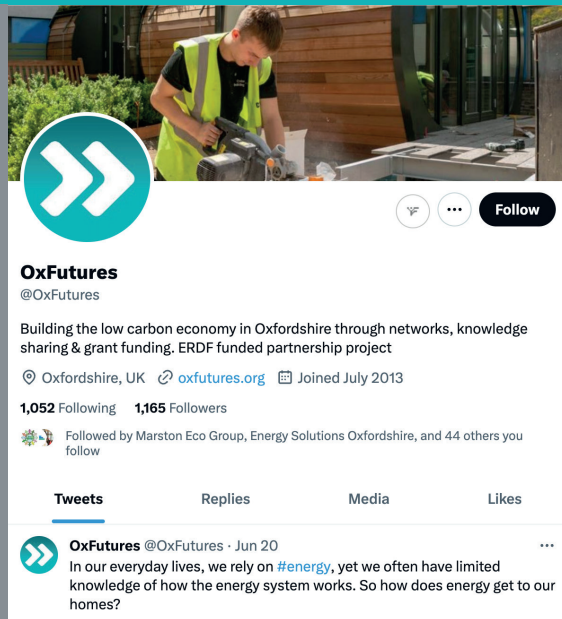 Follow
OxFutures
@OxFutures
Building the low carbon economy in Oxfordshire through networks, knowledge
sharing & grant funding. ERDF funded partnership project
Oxfordshire, UK oxfutures.org Joined July 2013
1,052 Following 1,165 Followers
Followed by Marston Eco Group, Energy Solutions Oxfordshire, and 44 others you
follow
Tweets Replies Media Likes
OxFutures @OxFutures · Jun 20
In our everyday lives, we rely on #energy, yet we often have limited
knowledge of how the energy system works. So how does energy get to our
homes?